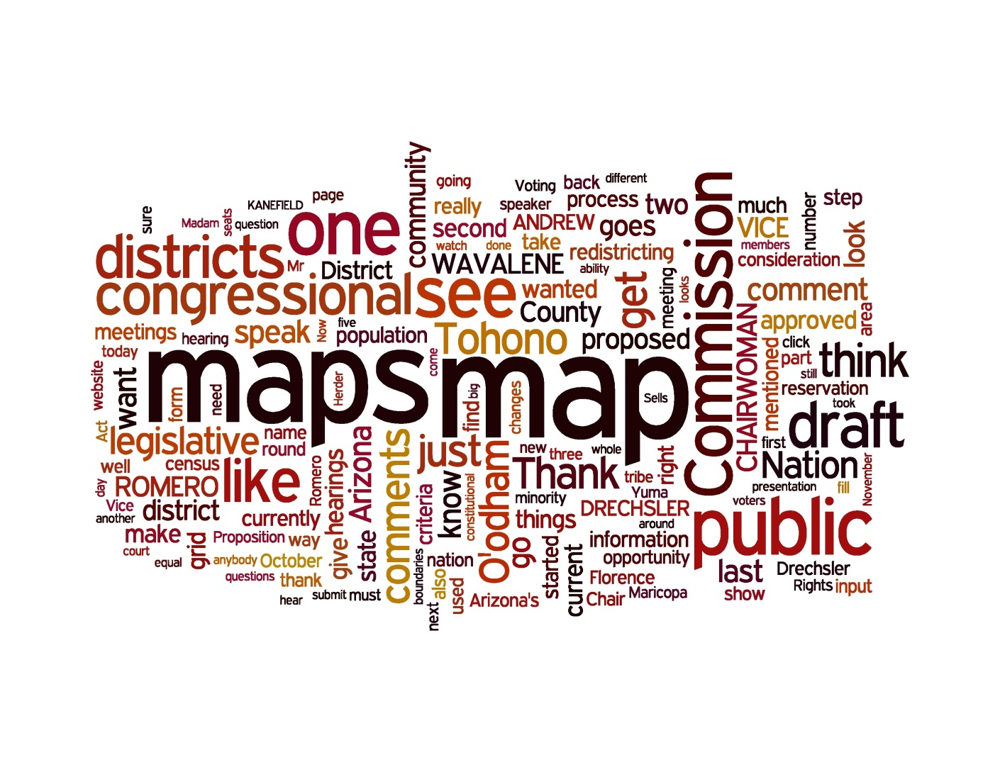 community
going
Voting
back
different
page
really
speaker
process
two
Commission
much
number
step
sure
Madam
seats
KANEFIELD
question
one
second
ANDREW
goes
VICE
look
districts
Mr
District
watch
done
take
redistricting
members
consideration
WAVALENE
ability
congressional
see
wanted
County
get
meeting
looks
comment
meetings
hearing
speak
Now
five
population
Tohono
proposed
CHAIRWOMAN
approved
area
today
website
want
maps
form
need
Herder
come
map
find
big
changes
Sells
mentioned
click
part
still
think
reservation
took
Act
legislative
name
round
Arizona
comments
just
new
three
whole
draft
first
Nation
well
census
day
ROMERO
like
Romero
hearings
criteria
know
constitutional
O'odham
Thank
tribe
right
minority
Yuma
presentation
fill
November
voters
Vice
another
district
currently
things
DRECHSLER
around
public
make
court
grid
Proposition
way
give
state
go
started
current
information
opportunity
equal
anybody
October
boundaries
nation
last
Drechsler
questions
thank
also
used
Florence
Rights
input
hear
submit
must
next
Arizona's
Chair
Maricopa
show